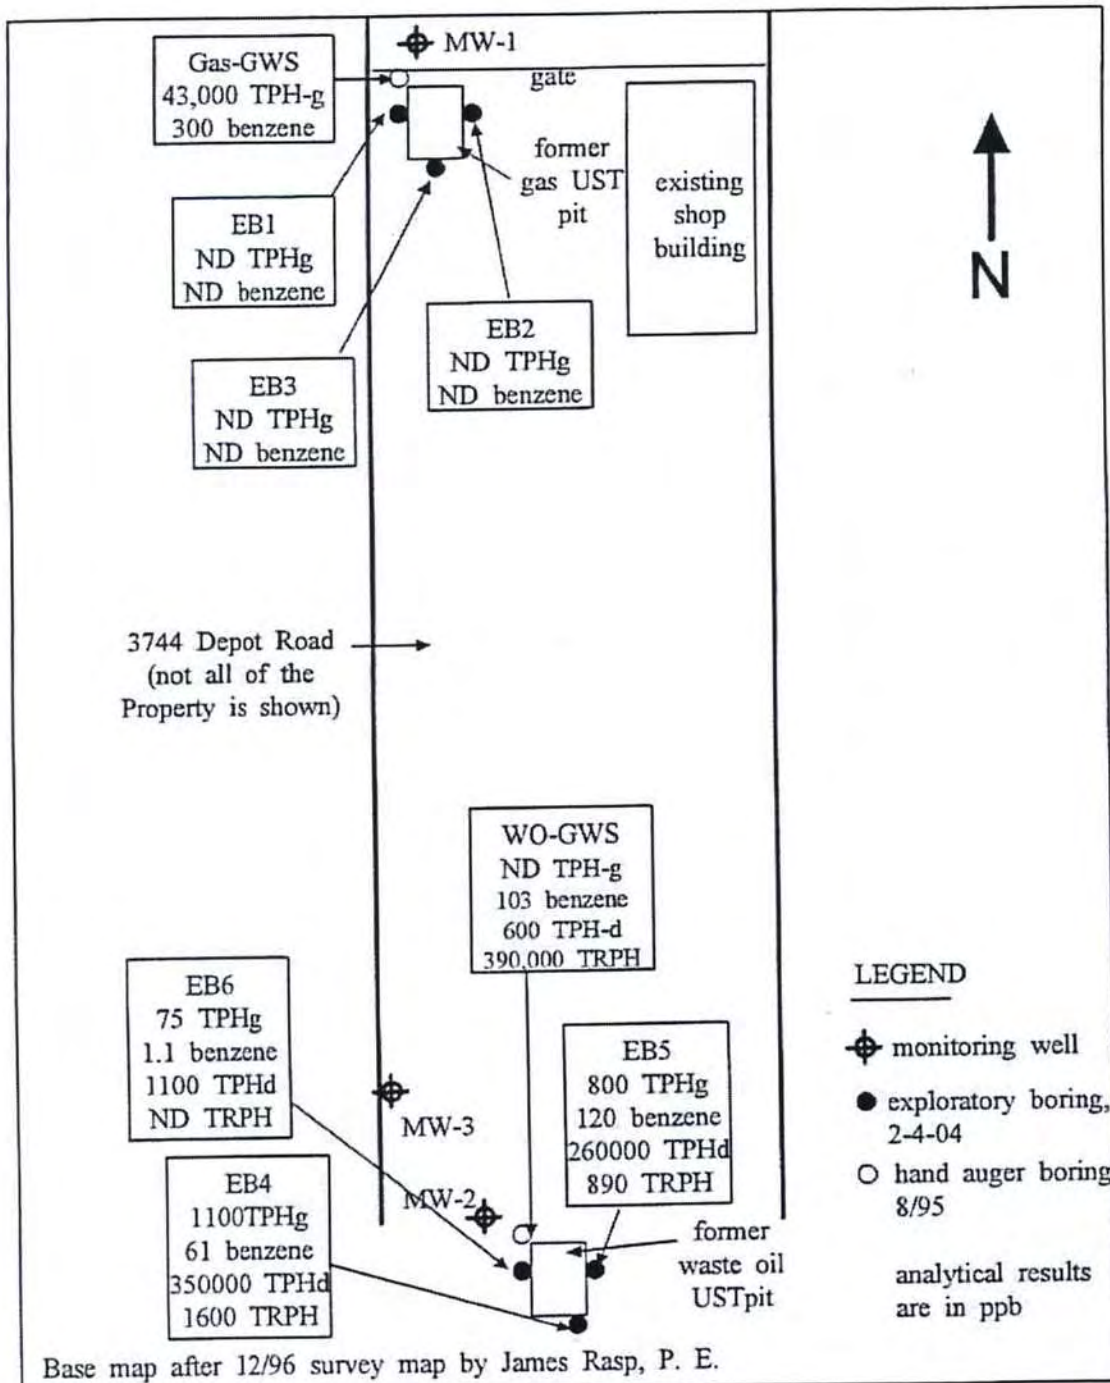 MW-1
Gas-GWS
43,000 TPH-g
300 benzene
gate
former
gas UST
pit
existing
shop
building
N
EB1
ND TPHg
ND benzene
EB2
ND TPHg
ND benzene
EB3
ND TPHg
ND benzene
3744 Depot Road
(not all of the
Property is shown)
WO-GWS
ND TPH-g
103 benzene
600 TPH-d
390,000 TRPH
EB6
75 TPHg
1.1 benzene
1100 TPHd
ND TRPH
EB5
800 TPHg
120 benzene
260000 TPHd
890 TRPH
MW-3
MW-2
EB4
1100TPHg
61 benzene
350000 TPHd
1600 TRPH
former
waste oil
USTpit
LEGEND
monitoring well
exploratory boring,
2-4-04
hand auger boring
8/95
analytical results
are in ppb
Base map after 12/96 survey map by James Rasp, P. E.